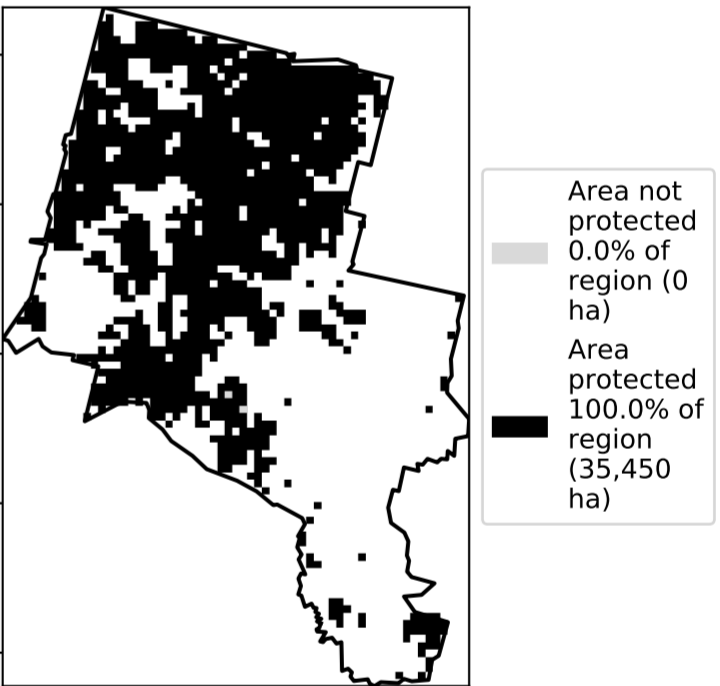 Area not
protected
0.0% of
region (0
ha)
Area
protected
100.0% of
region
(35,450
ha)